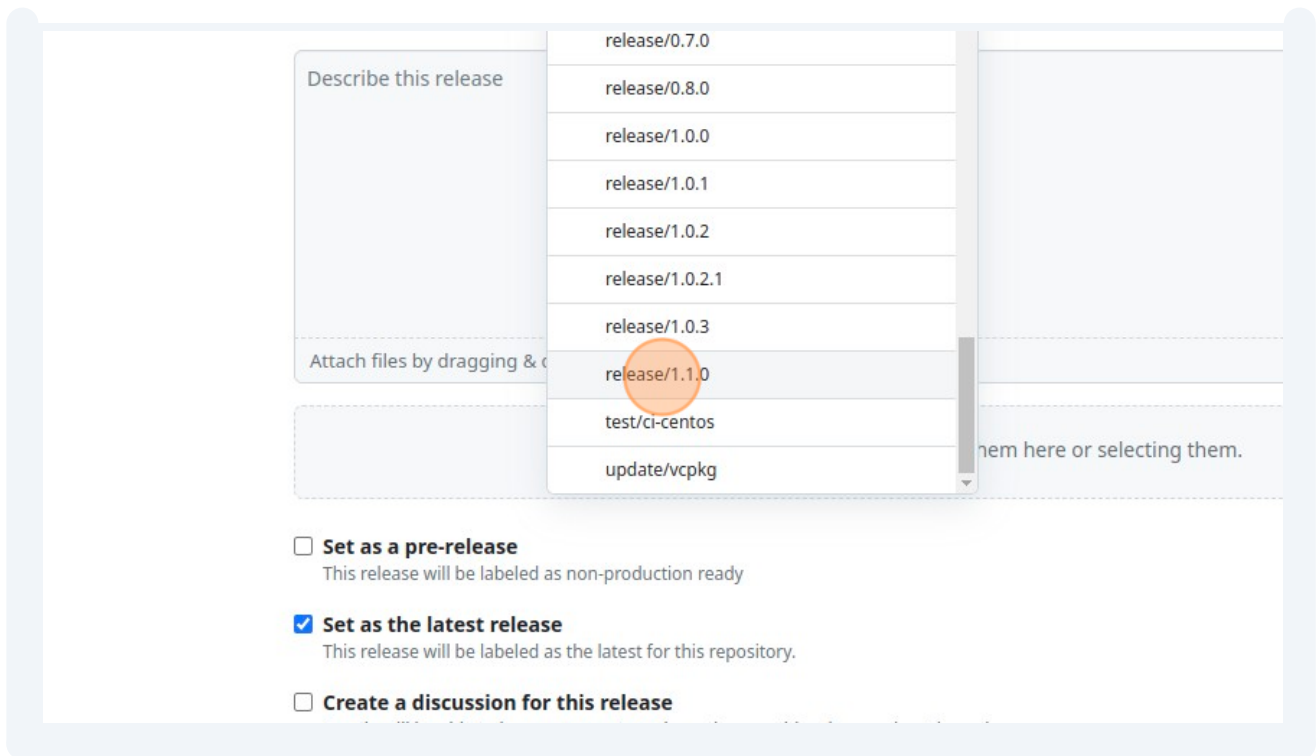 release/0.7.0
Describe this release
release/0.8.0
release/1.0.0
release/1.0.1
release/1.0.2
release/1.0.2.1
release/1.0.3
Attach files by dragging &
release/1.1.0
test/ci-centos
hem here or selecting them.
update/vcpkg
Set as a pre-release
This release will be labeled as non-production ready
Set as the latest release
This release will be labeled as the latest for this repository.
Create a discussion for this release